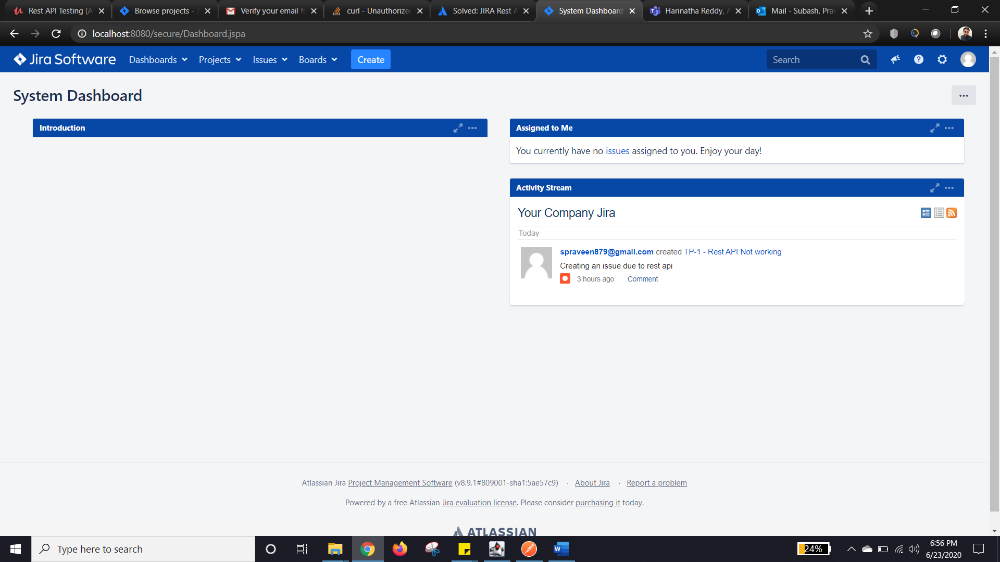 Rest API Testing (A
Browse projects - J
Verify your email fo
curl - Unauthorized
Solved: JIRA Rest A
System Dashboard
Harinatha Reddy, A
Mail - Subash, Prav
localhost:8080/secure/Dashboard.jspa
Jira Software
Dashboards
Projects
Issues
Boards
Create
Search
System Dashboard
Introduction
Assigned to Me
You currently have no issues assigned to you. Enjoy your day!
Activity Stream
Your Company Jira
Today
spraveen879@gmail.com created TP-1 - Rest API Not working
Creating an issue due to rest api
3 hours ago Comment
Atlassian Jira Project Management Software (v8.9.1#809001-sha1:5ae57c9) · About Jira · Report a problem
Powered by a free Atlassian Jira evaluation license. Please consider purchasing it today.
ATLASSIAN
Type here to search
24%
6:56 PM
6/23/2020